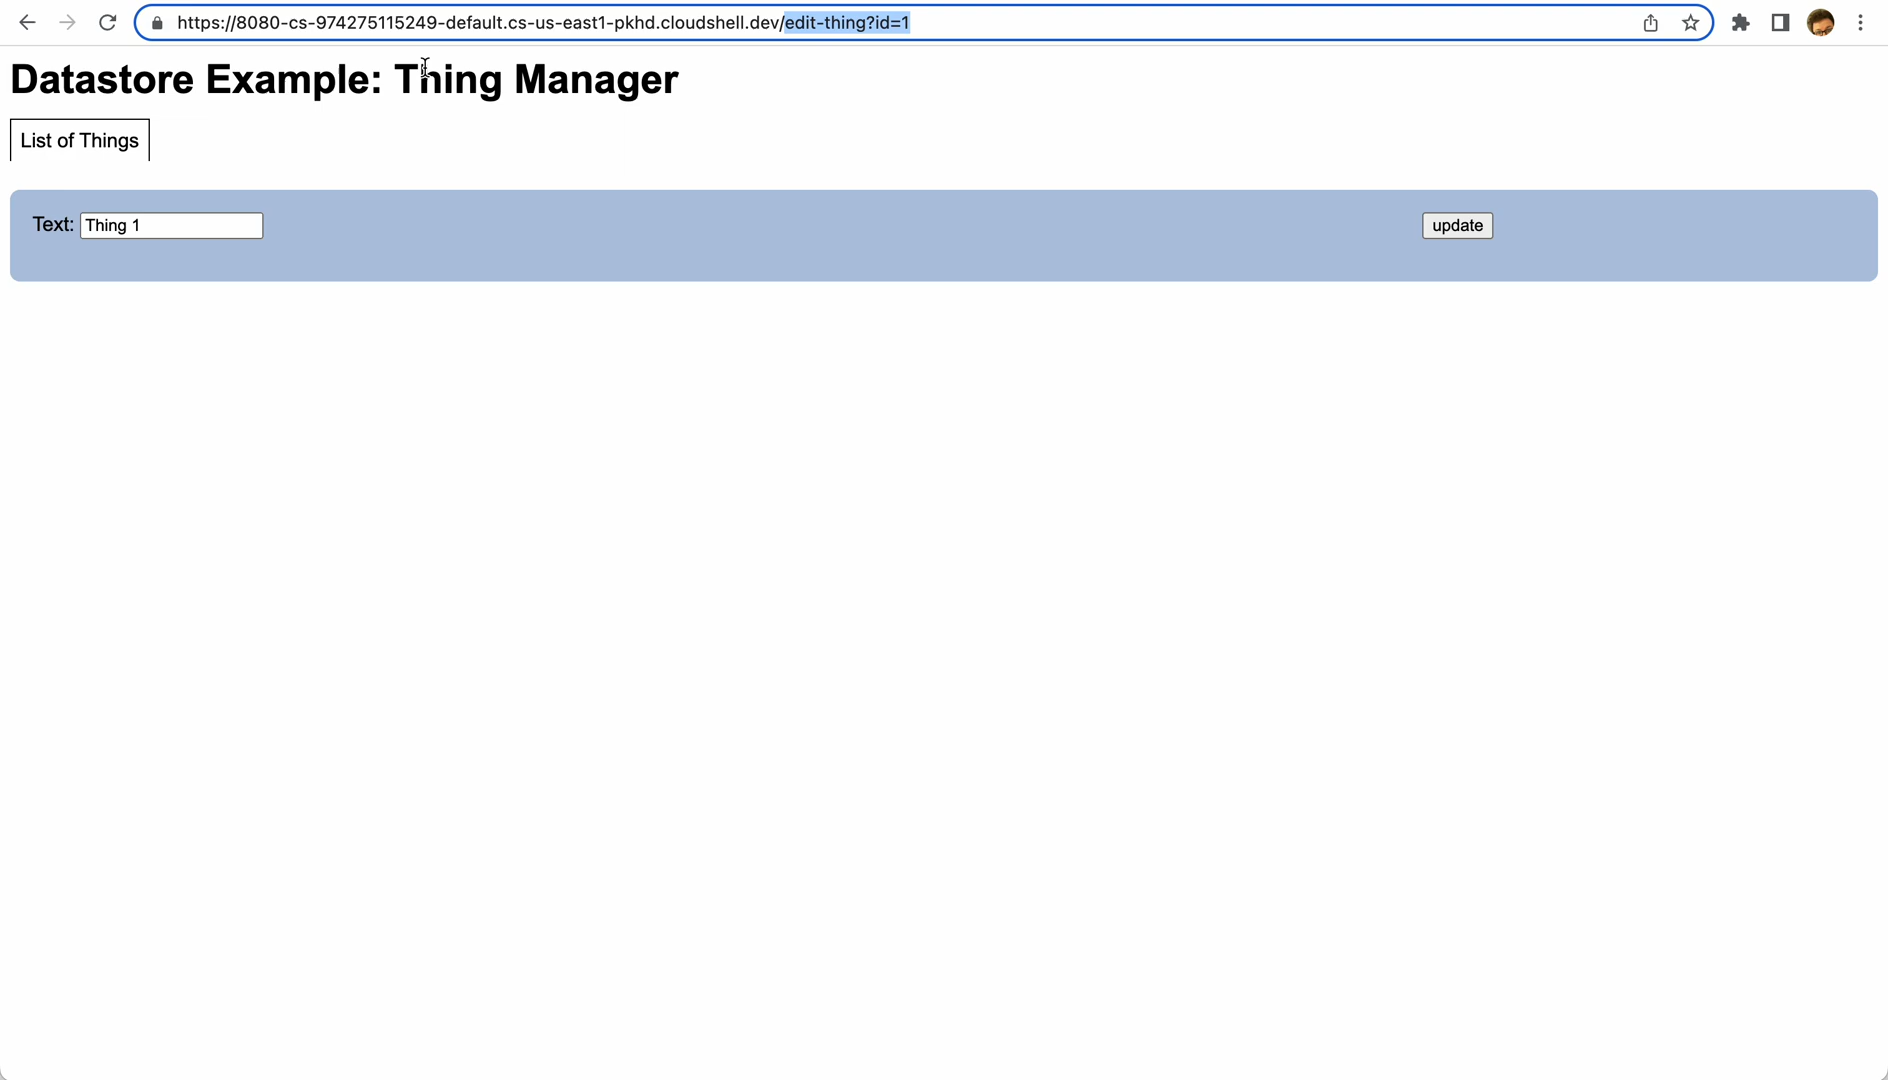 https://8080-cs-974275115249-default.cs-us-east1-pkhd.cloudshell.dev/edit-thing?id=1
Datastore Example: Thing Manager
List of Things
Text: Thing 1 update